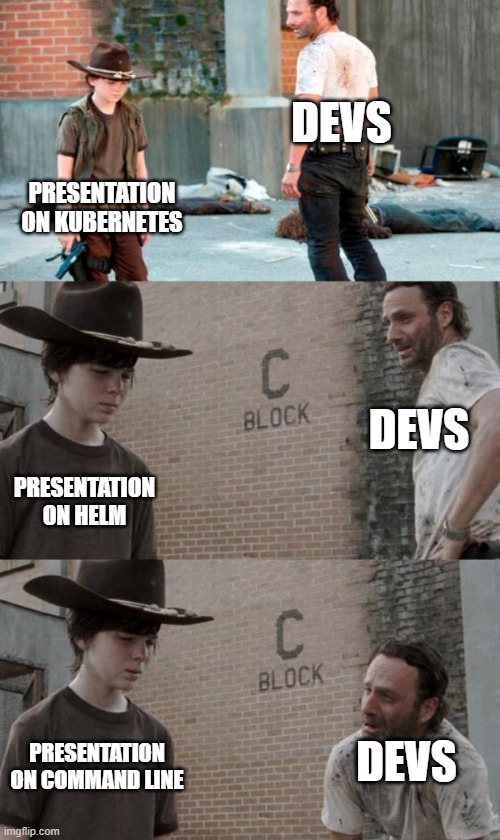 DEVS
PRESENTATION
ON KUBERNETES
C
BLOCK
DEVS
PRESENTATION
ON HELM
C
BLOCK
DEVS
PRESENTATION
ON COMMAND LINE
imgflip.com